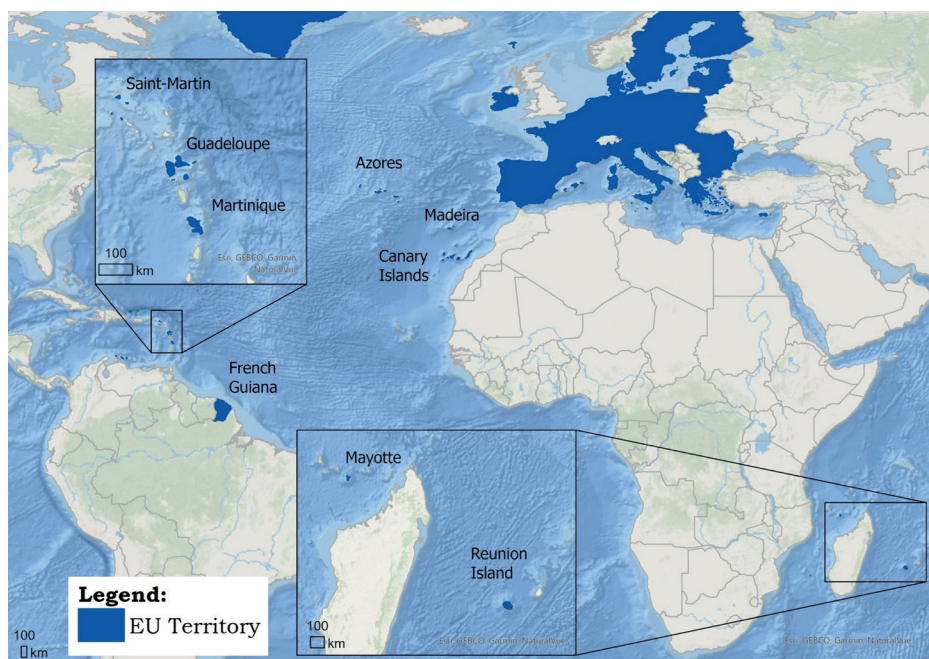 Saint-Martin
Guadeloupe
Martinique
100
km
Esri, GEBCO, Garmin,
NaturalVue
Azores
Madeira
Canary
Islands
French
Guiana
Mayotte
Reunion
Island
100
km
Esri, GEBCO, Garmin, NaturalVue
Legend:
EU Territory
100
km
Esri, GEBCO, Garmin, NaturalVue